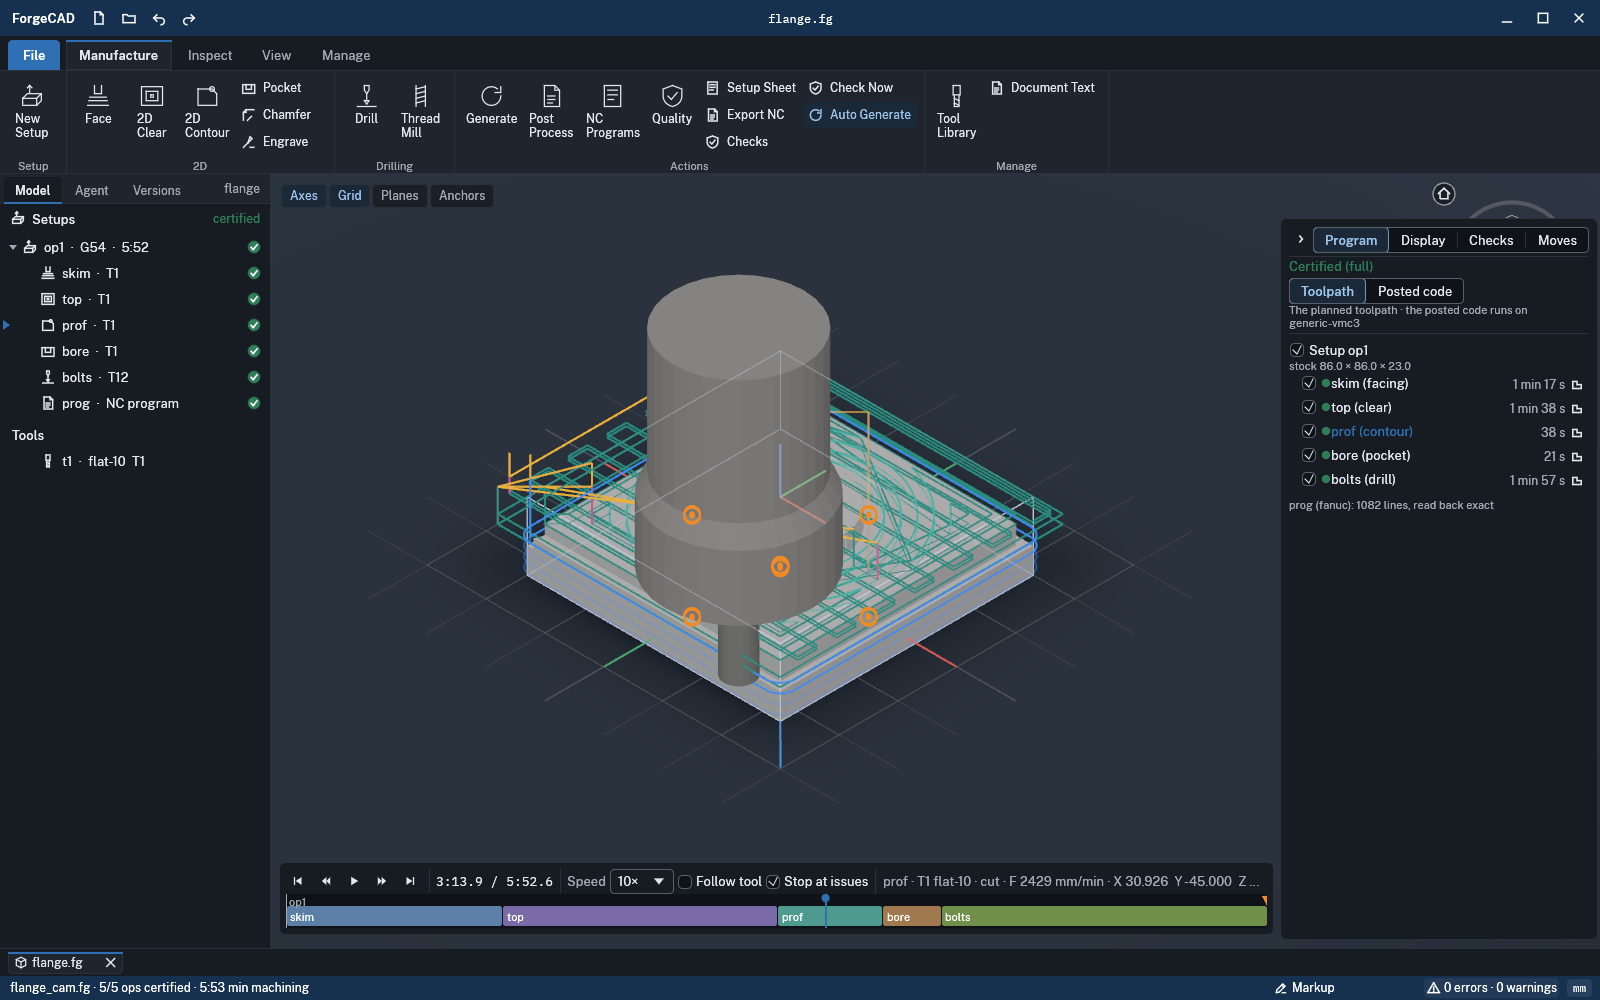 ForgeCAD
flange.fg
File
Manufacture
Inspect
View
Manage
New Setup
Face
2D Clear
2D Contour
Pocket
Chamfer
Engrave
Drill
Thread Mill
Generate
Post Process
NC Programs
Quality
Setup Sheet
Export NC
Checks
Check Now
Auto Generate
Tool Library
Document Text
Setup
2D
Drilling
Actions
Manage
Model
Agent
Versions
flange
Setups
certified
op1 · G54 · 5:52
skim · T1
top · T1
prof · T1
bore · T1
bolts · T12
prog · NC program
Tools
t1 · flat-10 T1
Axes
Grid
Planes
Anchors
Program
Display
Checks
Moves
Certified (full)
Toolpath
Posted code
The planned toolpath · the posted code runs on
generic-vmc3
Setup op1
stock 86.0 × 86.0 × 23.0
skim (facing) 1 min 17 s
top (clear) 1 min 38 s
prof (contour) 38 s
bore (pocket) 21 s
bolts (drill) 1 min 57 s
prog (fanuc): 1082 lines, read back exact
3:13.9 / 5:52.6
Speed
10×
Follow tool
Stop at issues
prof · T1 flat-10 · cut · F 2429 mm/min · X 30.926 Y -45.000 Z ...
op1
skim
top
prof
bore
bolts
flange.fg
flange_cam.fg · 5/5 ops certified · 5:53 min machining
Markup
0 errors · 0 warnings
mm